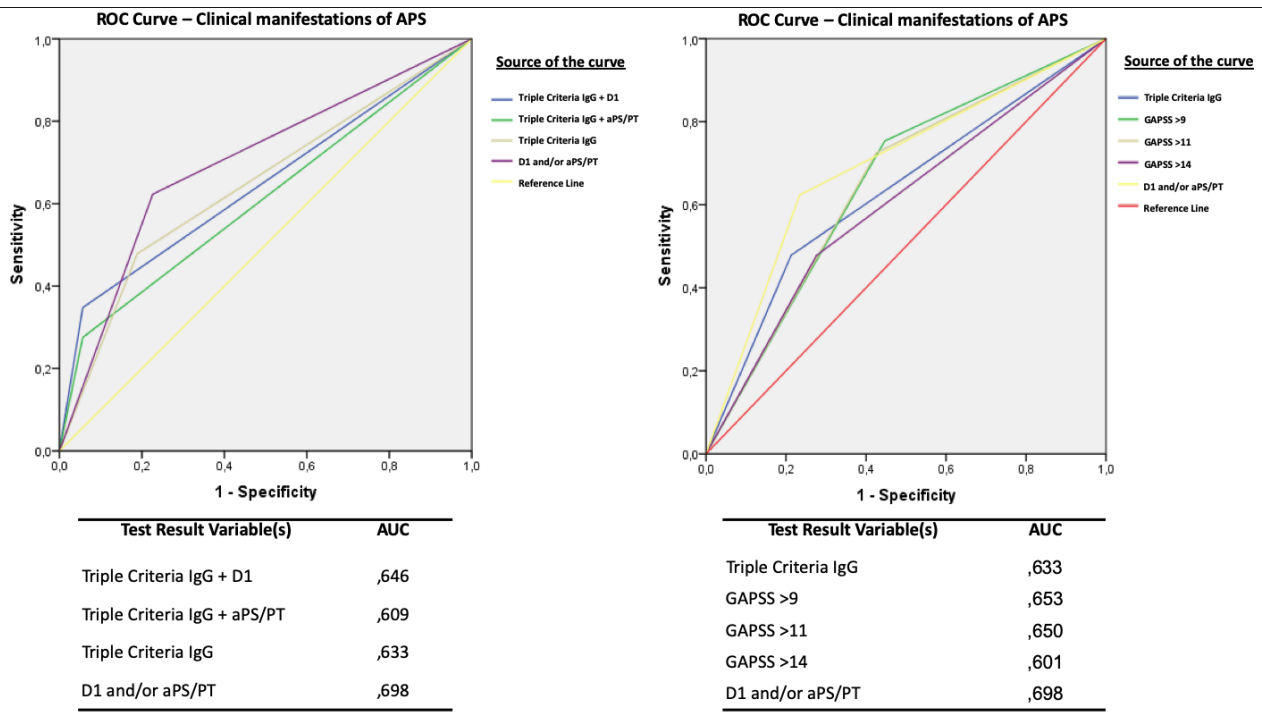 ROC Curve – Clinical manifestations of APS
1,0
0,8
0,6
0,4
0,2
0,0
Sensitivity
0,0 0,2 0,4 0,6 0,8 1,0
1 - Specificity
Source of the curve
Triple Criteria IgG + D1
Triple Criteria IgG + aPS/PT
Triple Criteria IgG
D1 and/or aPS/PT
Reference Line
Test Result Variable(s) AUC
Triple Criteria IgG + D1 ,646
Triple Criteria IgG + aPS/PT ,609
Triple Criteria IgG ,633
D1 and/or aPS/PT ,698
ROC Curve – Clinical manifestations of APS
1,0
0,8
0,6
0,4
0,2
0,0
Sensitivity
0,0 0,2 0,4 0,6 0,8 1,0
1 - Specificity
Source of the curve
Triple Criteria IgG
GAPSS >9
GAPSS >11
GAPSS >14
D1 and/or aPS/PT
Reference Line
Test Result Variable(s) AUC
Triple Criteria IgG ,633
GAPSS >9 ,653
GAPSS >11 ,650
GAPSS >14 ,601
D1 and/or aPS/PT ,698